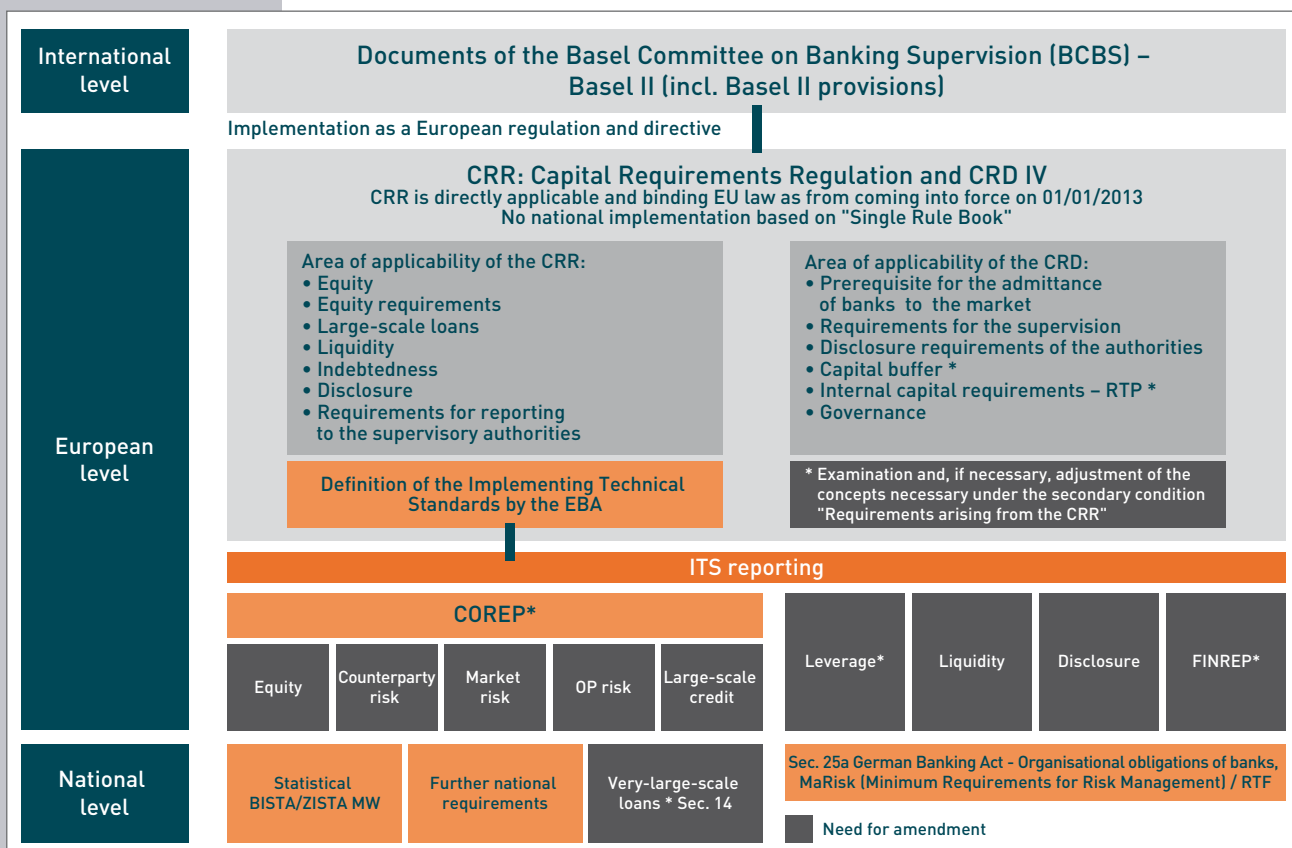 International
level
Documents of the Basel Committee on Banking Supervision (BCBS) –
Basel II (incl. Basel II provisions)
Implementation as a European regulation and directive
European
level
CRR: Capital Requirements Regulation and CRD IV
CRR is directly applicable and binding EU law as from coming into force on 01/01/2013
No national implementation based on "Single Rule Book"
Area of applicability of the CRR:
• Equity
• Equity requirements
• Large-scale loans
• Liquidity
• Indebtedness
• Disclosure
• Requirements for reporting
to the supervisory authorities
Area of applicability of the CRD:
• Prerequisite for the admittance
of banks to the market
• Requirements for the supervision
• Disclosure requirements of the authorities
• Capital buffer *
• Internal capital requirements – RTP *
• Governance
Definition of the Implementing Technical
Standards by the EBA
* Examination and, if necessary, adjustment of the
concepts necessary under the secondary condition
"Requirements arising from the CRR"
ITS reporting
COREP*
Equity
Counterparty
risk
Market
risk
OP risk
Large-scale
credit
Leverage*
Liquidity
Disclosure
FINREP*
National
level
Statistical
BISTA/ZISTA MW
Further national
requirements
Very-large-scale
loans * Sec. 14
Sec. 25a German Banking Act - Organisational obligations of banks,
MaRisk (Minimum Requirements for Risk Management) / RTF
Need for amendment